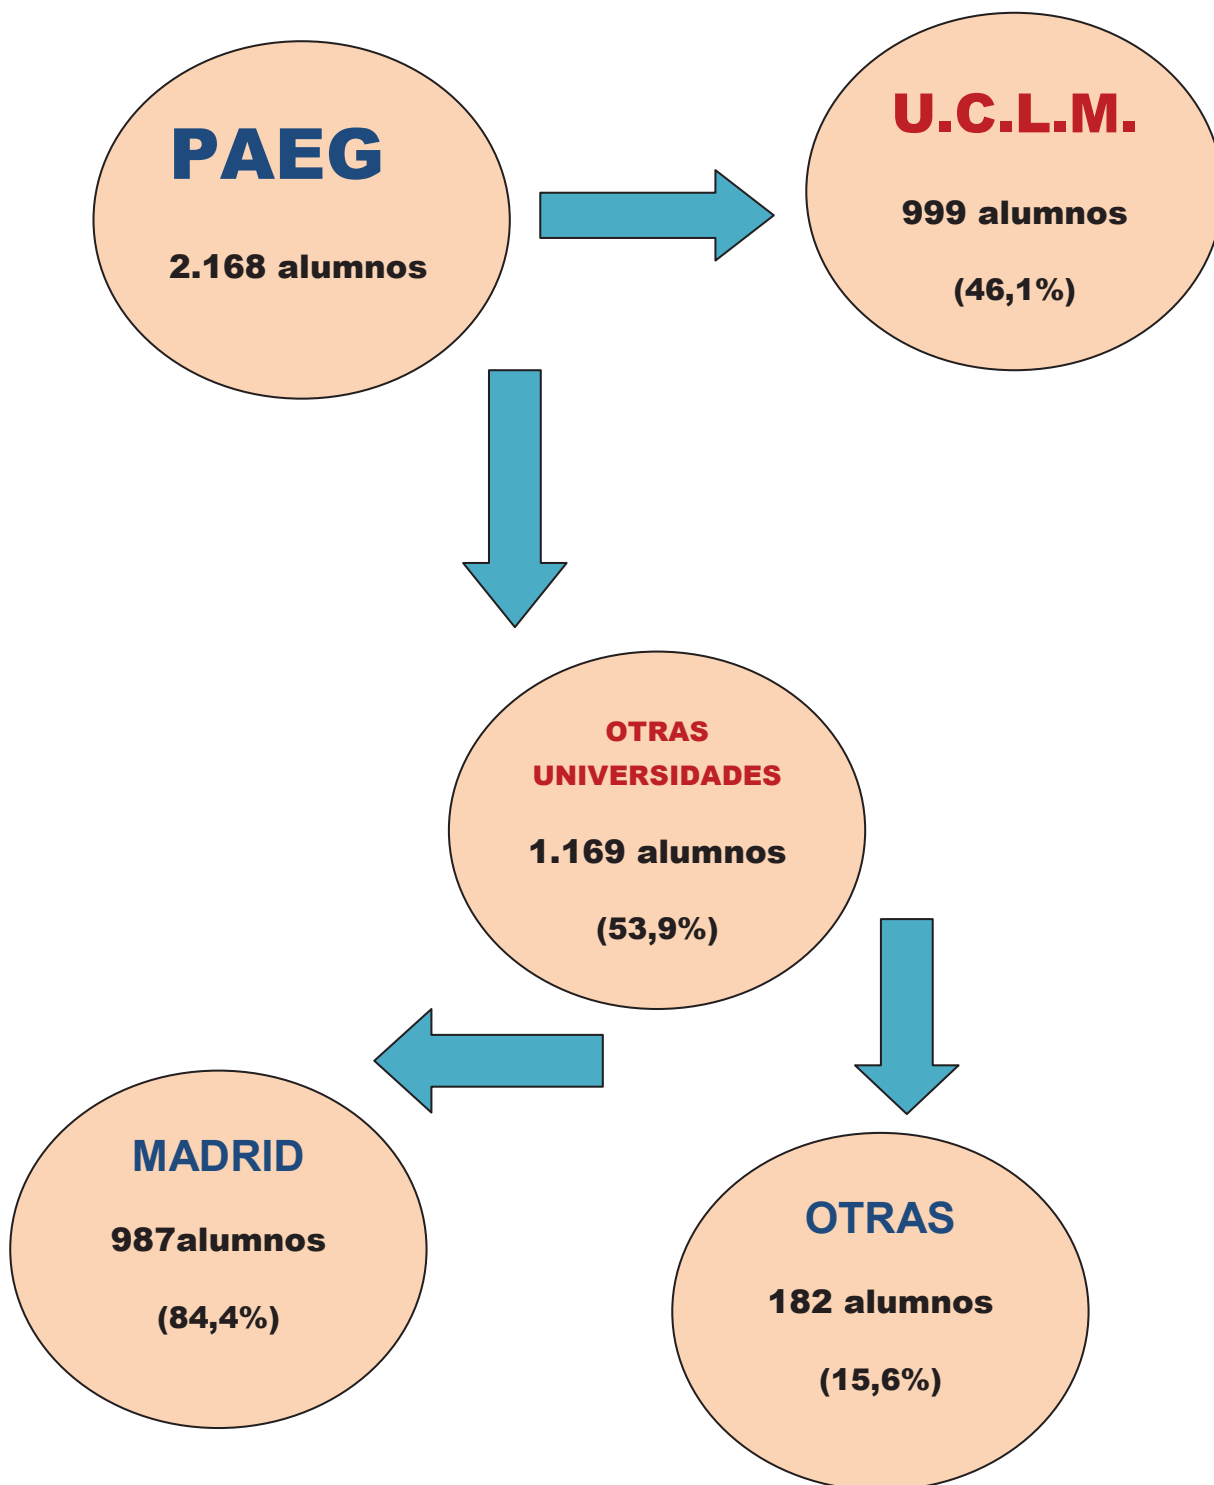 PAEG
2.168 alumnos
U.C.L.M.
999 alumnos
(46,1%)
OTRAS
UNIVERSIDADES
1.169 alumnos
(53,9%)
MADRID
987alumnos
(84,4%)
OTRAS
182 alumnos
(15,6%)